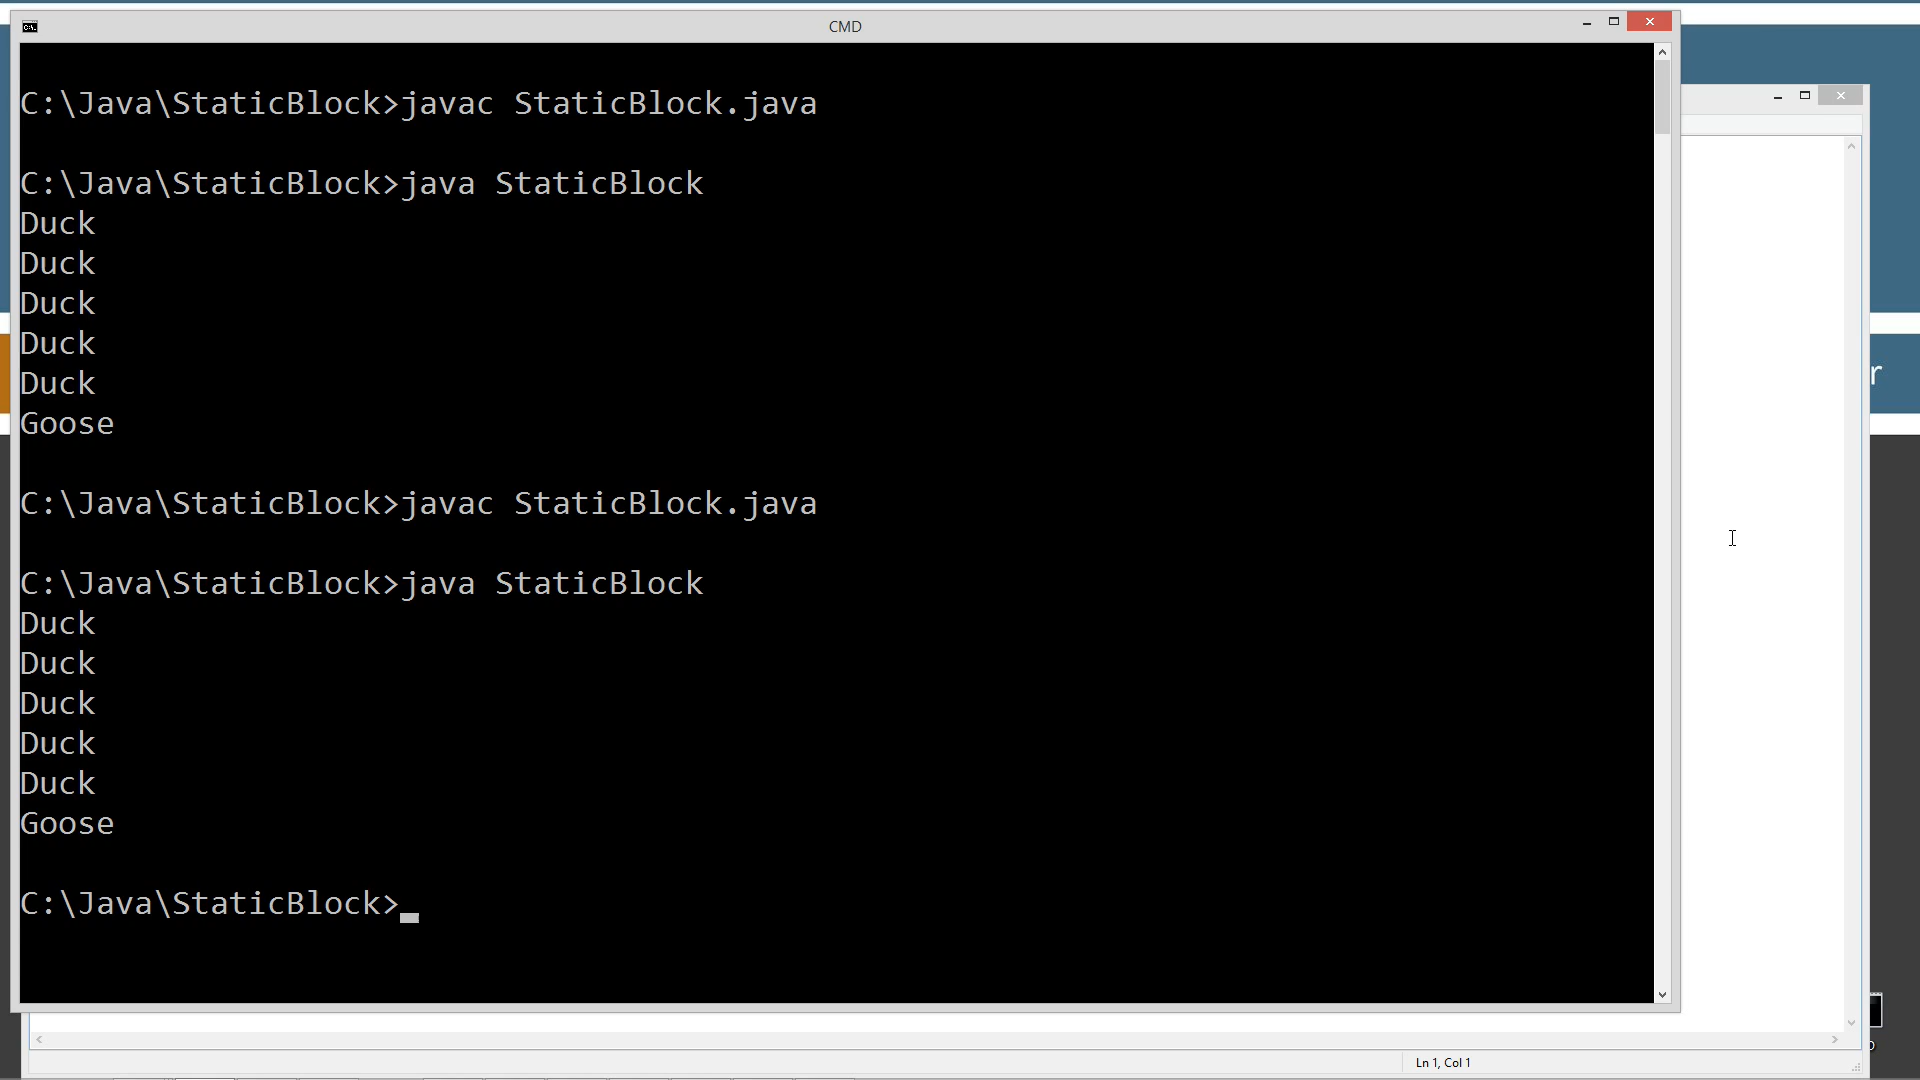 CMD
C:\Java\StaticBlock>javac StaticBlock.java
C:\Java\StaticBlock>java StaticBlock
Duck
Duck
Duck
Duck
Duck
Goose
C:\Java\StaticBlock>javac StaticBlock.java
C:\Java\StaticBlock>java StaticBlock
Duck
Duck
Duck
Duck
Duck
Goose
C:\Java\StaticBlock>
r
Ln 1, Col 1